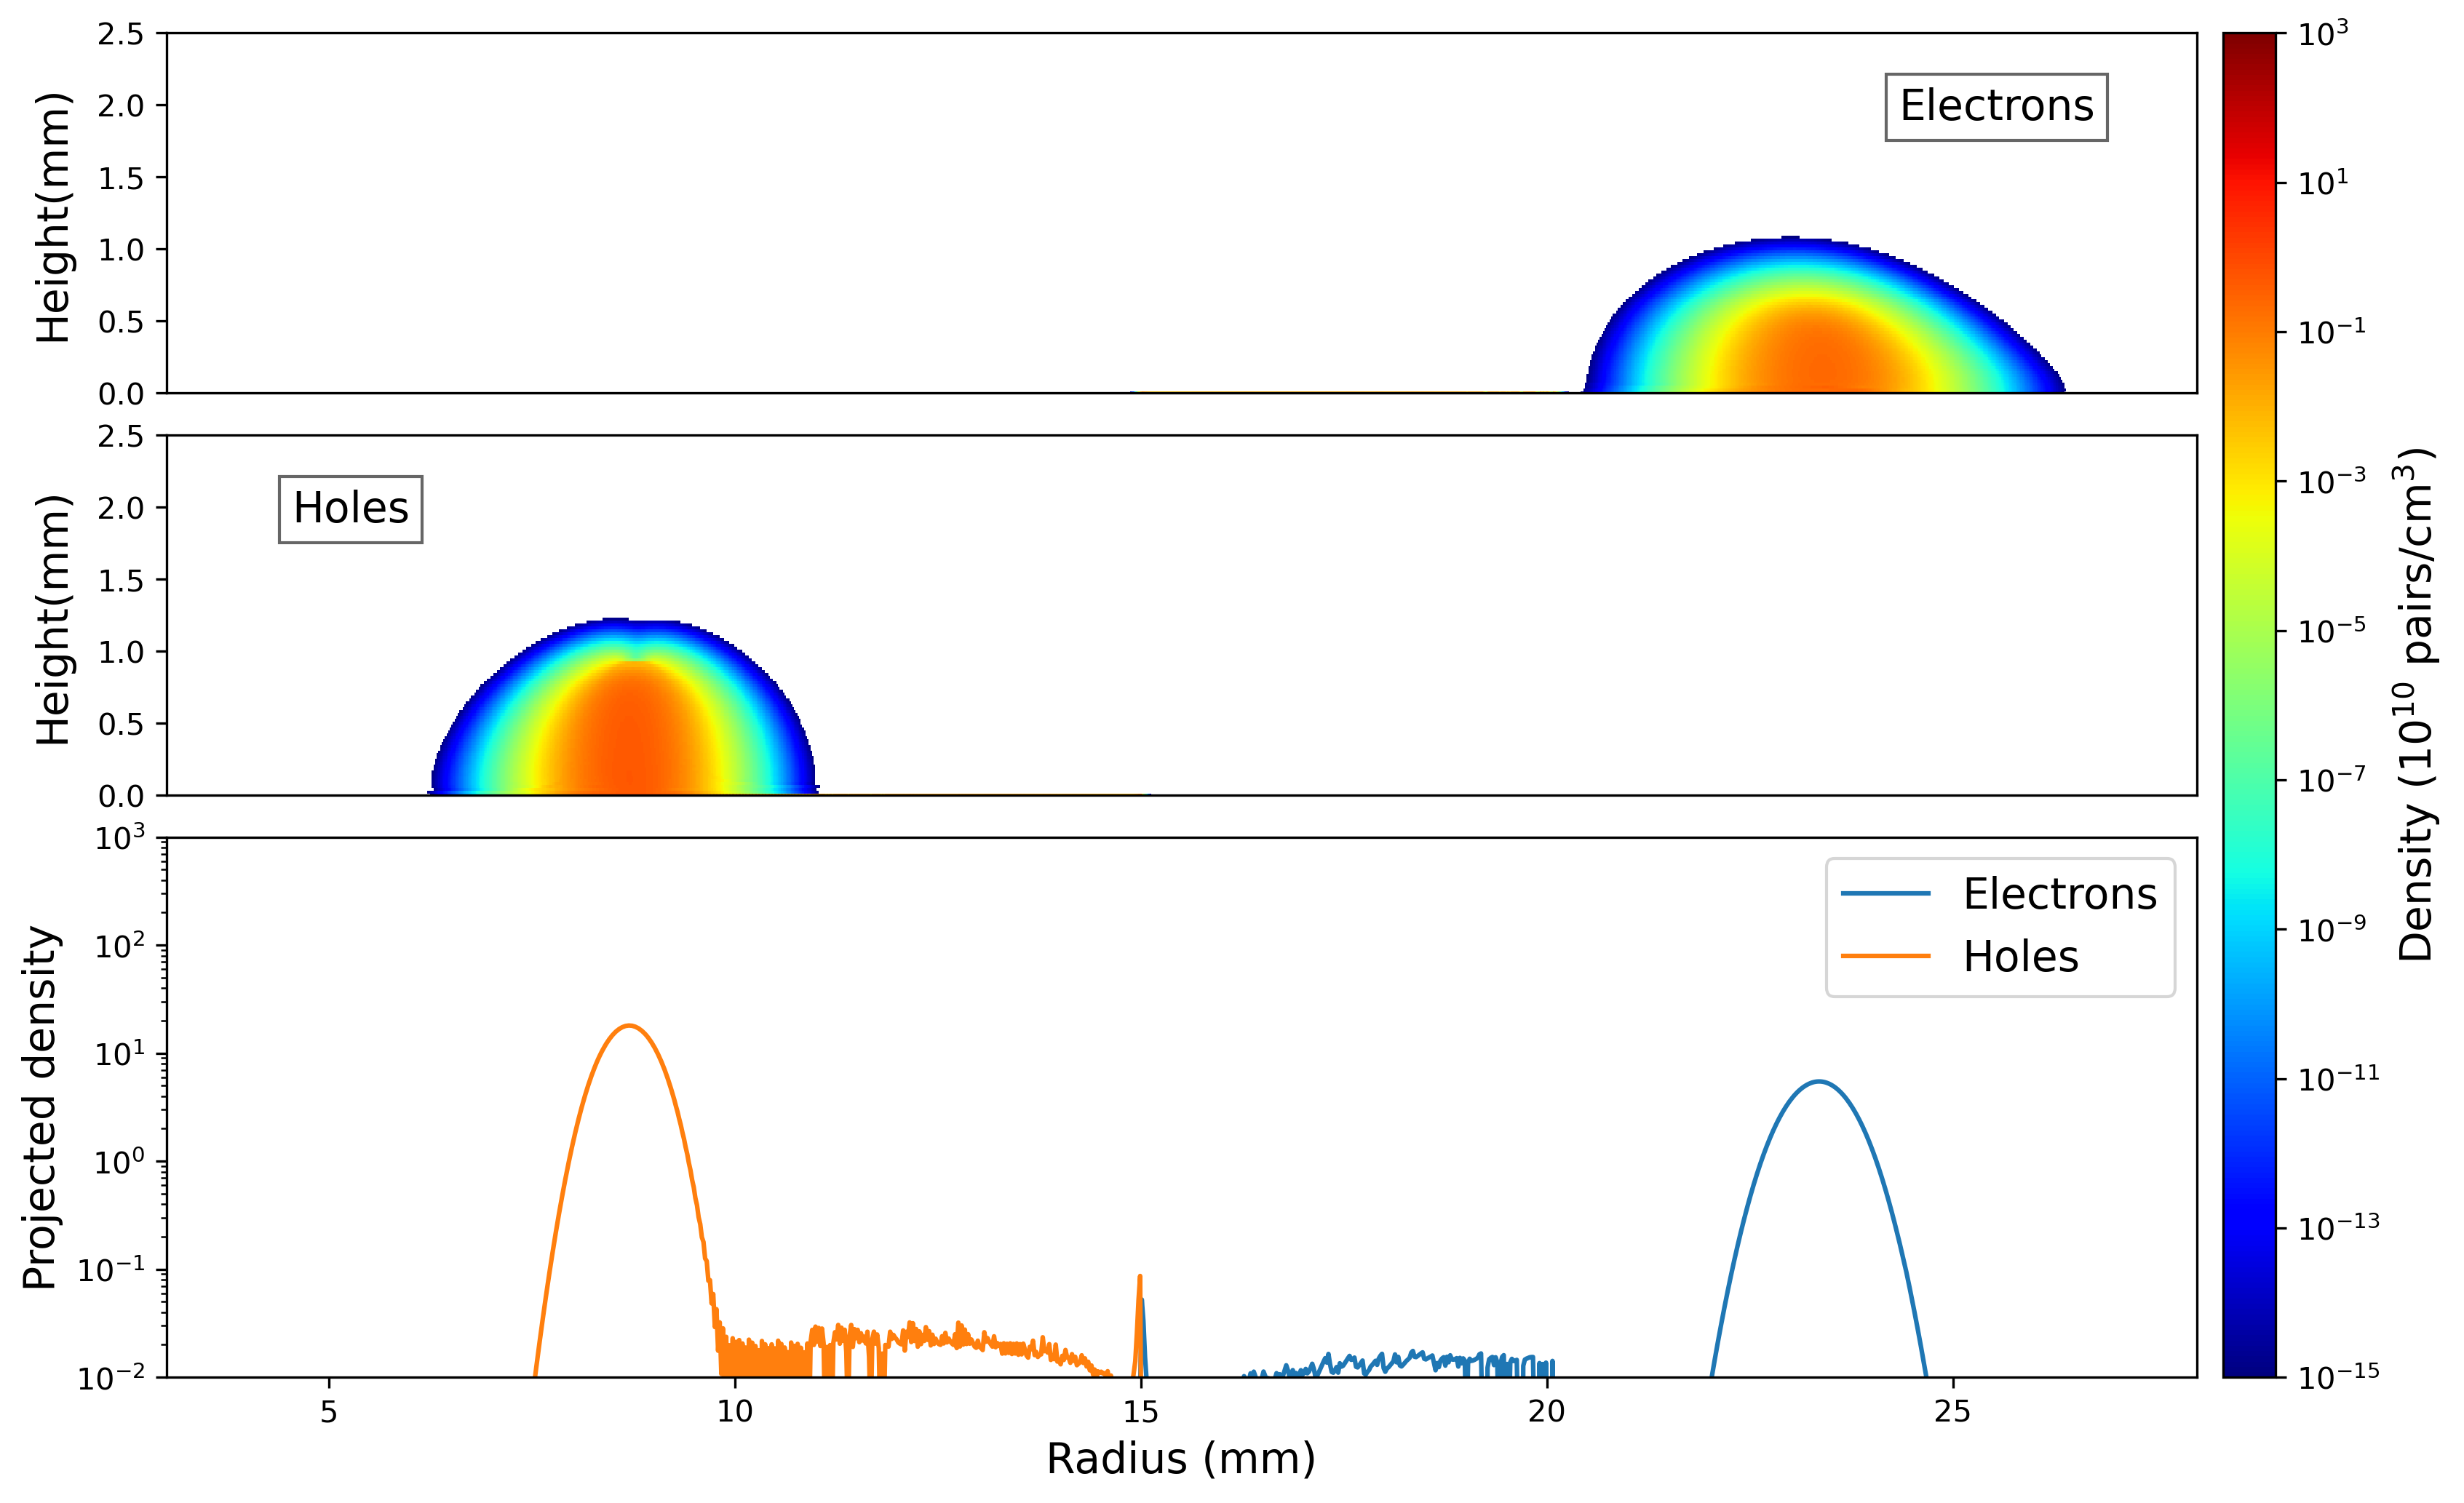 2.5
2.0
1.5
1.0
0.5
0.0
Height(mm)
Electrons
2.5
2.0
1.5
1.0
0.5
0.0
Height(mm)
Holes
10³
10²
10¹
10⁰
10⁻¹
10⁻²
Projected density
Electrons
Holes
5 10 15 20 25
Radius (mm)
10³
10¹
10⁻¹
10⁻³
10⁻⁵
10⁻⁷
10⁻⁹
10⁻¹¹
10⁻¹³
10⁻¹⁵
Density (10¹⁰ pairs/cm³)